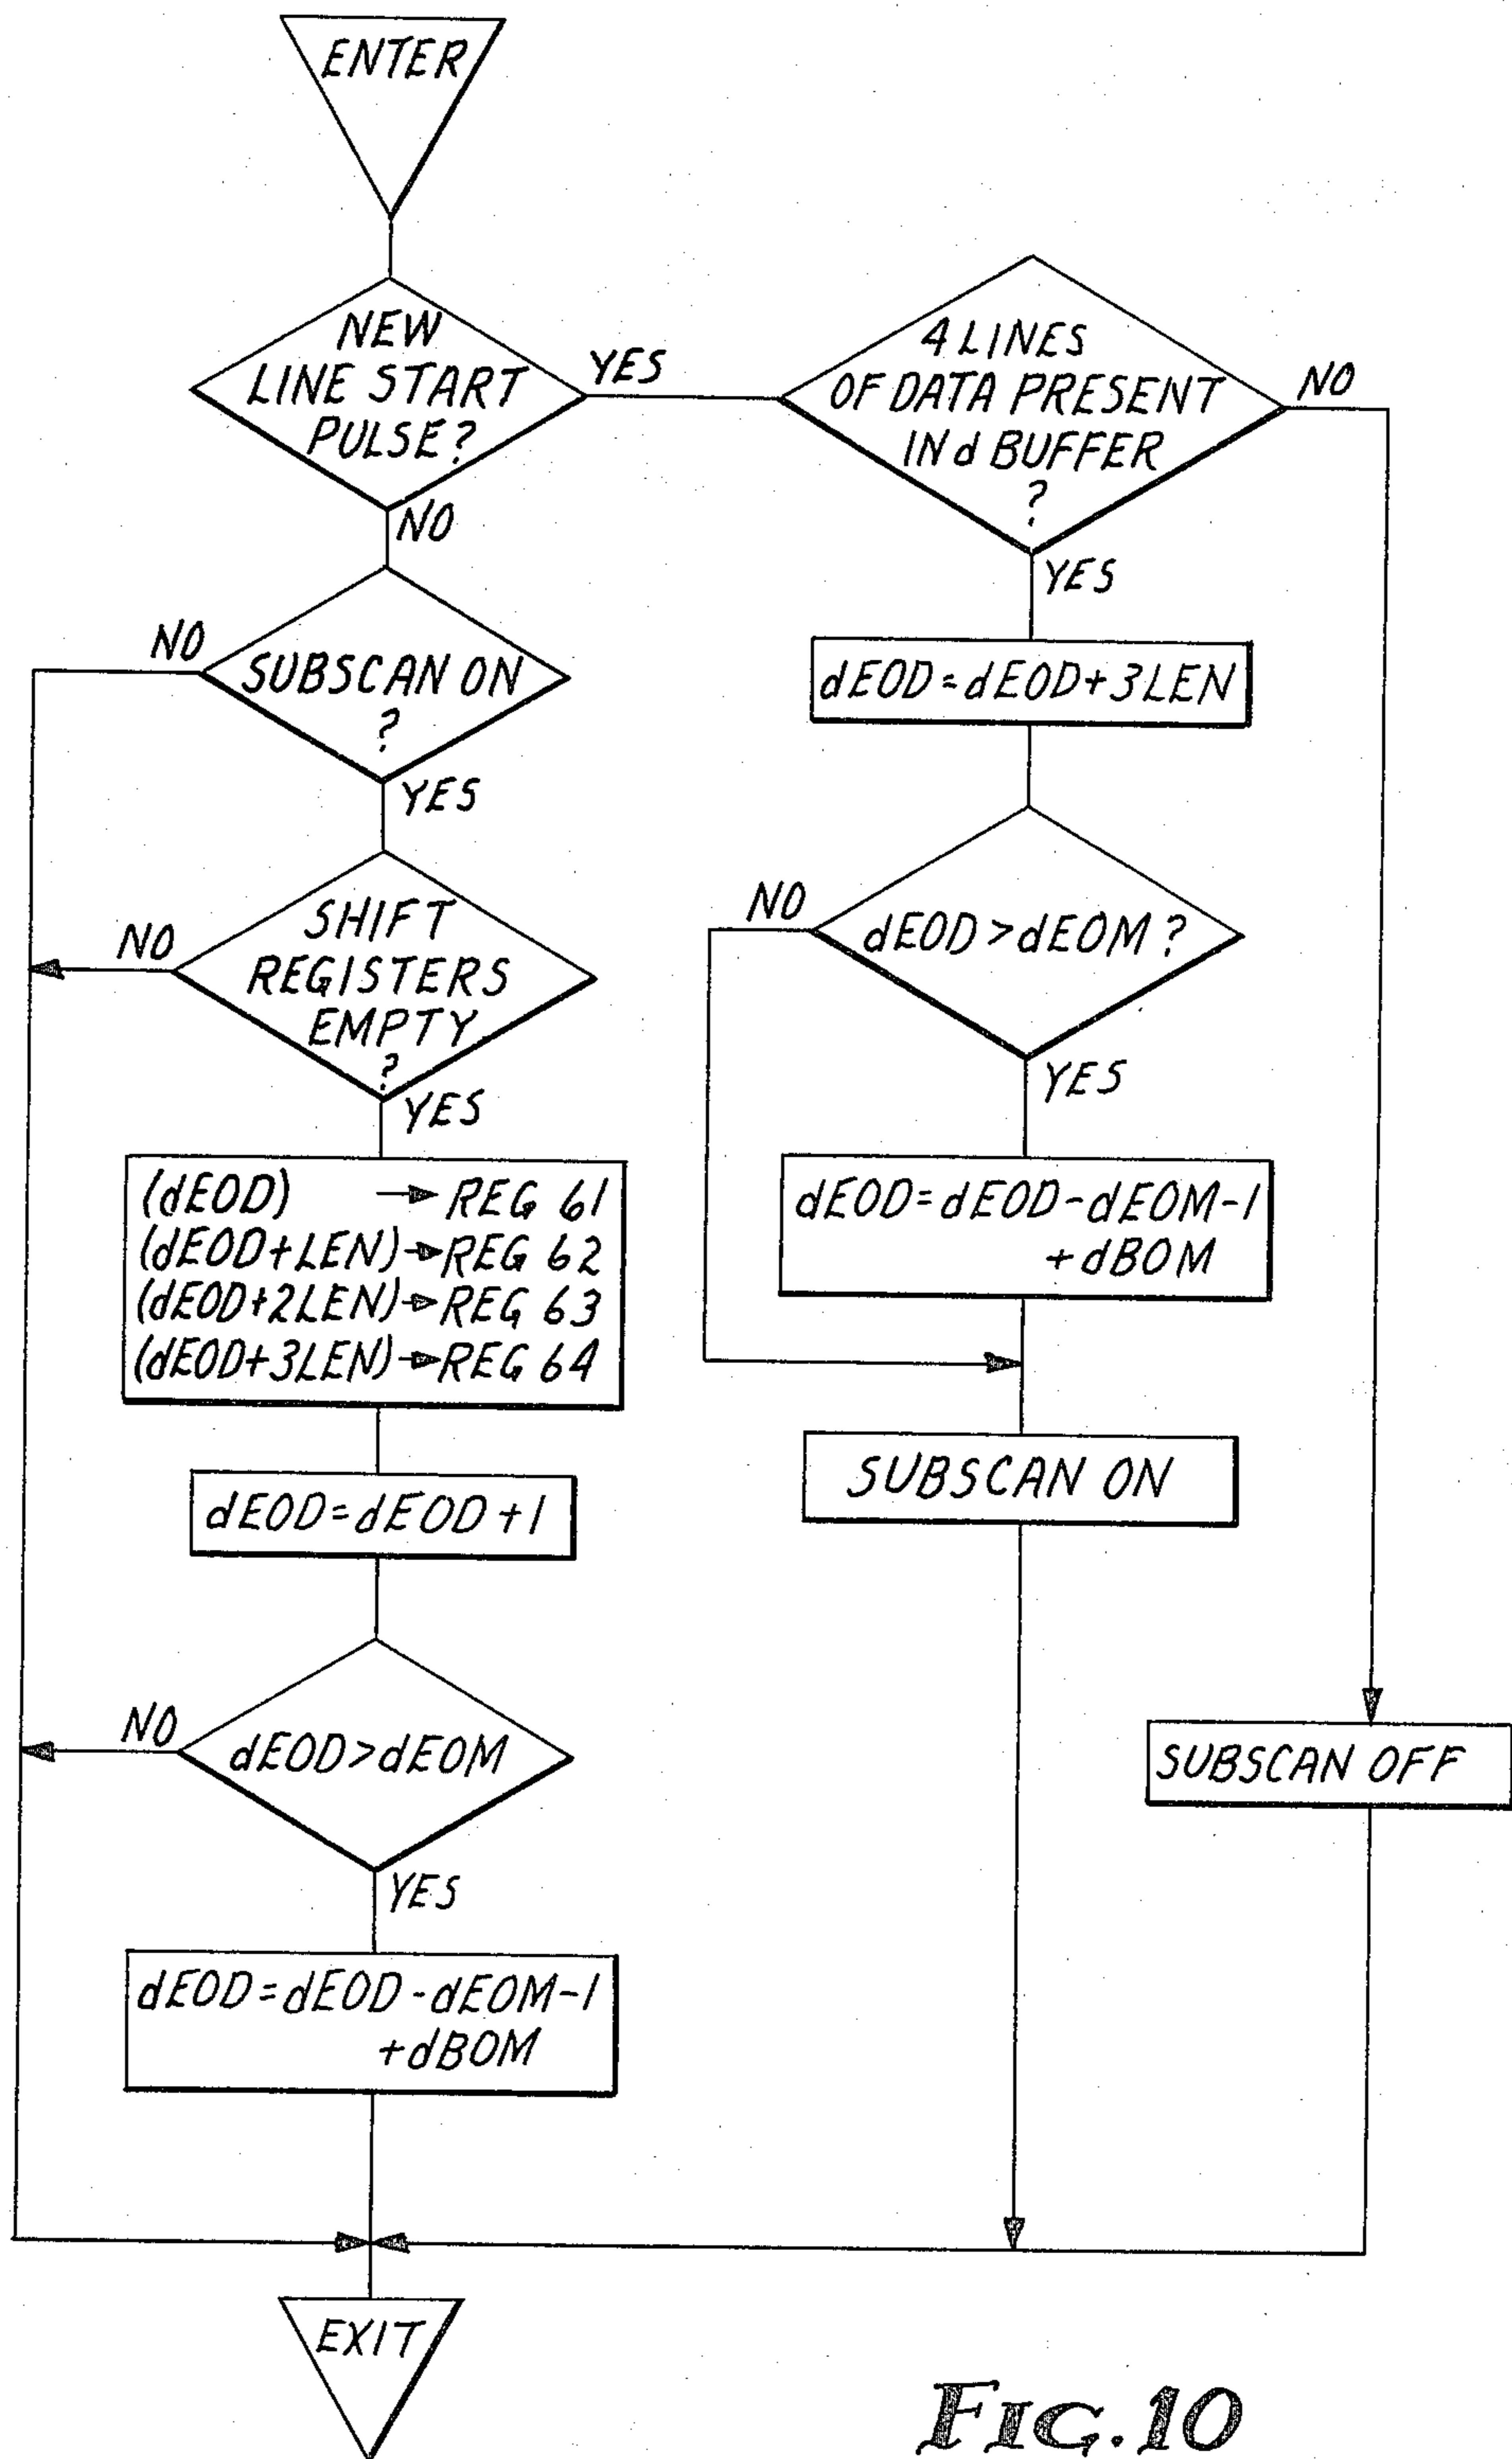 ENTER
NEW
LINE START
PULSE?
YES
NO
4 LINES
OF DATA PRESENT
IN d BUFFER
?
NO
YES
SUBSCAN ON
?
NO
YES
dEOD=dEOD+3LEN
SHIFT
REGISTERS
EMPTY
?
NO
YES
dEOD>dEOM?
NO
YES
(dEOD) → REG 61
(dEOD+LEN)→REG 62
(dEOD+2LEN)→REG 63
(dEOD+3LEN)→REG 64
dEOD=dEOD-dEOM-1
+dBOM
SUBSCAN ON
dEOD=dEOD+1
dEOD>dEOM
NO
YES
SUBSCAN OFF
dEOD=dEOD-dEOM-1
+dBOM
EXIT
FIG.10